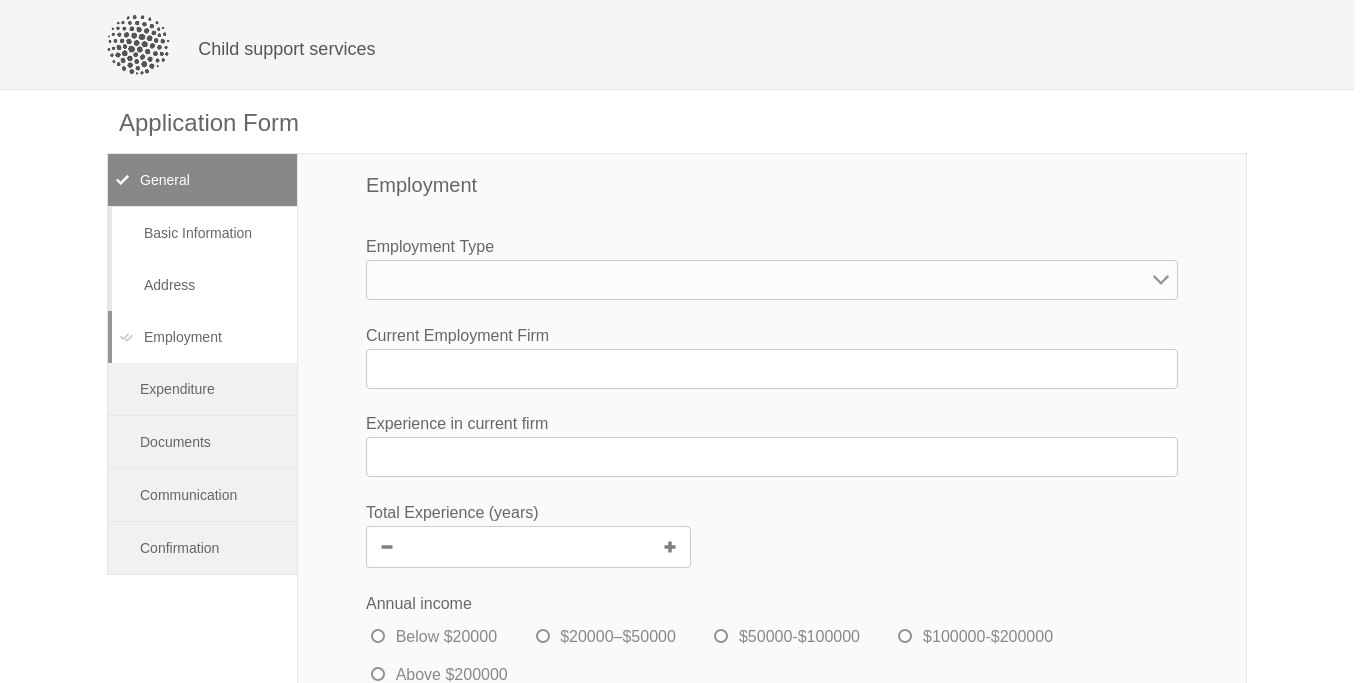 Child support services
Application Form
General
Basic Information
Address
Employment
Expenditure
Documents
Communication
Confirmation
Employment
Employment Type
Current Employment Firm
Experience in current firm
Total Experience (years)
Annual income
Below $20000
$20000–$50000
$50000-$100000
$100000-$200000
Above $200000